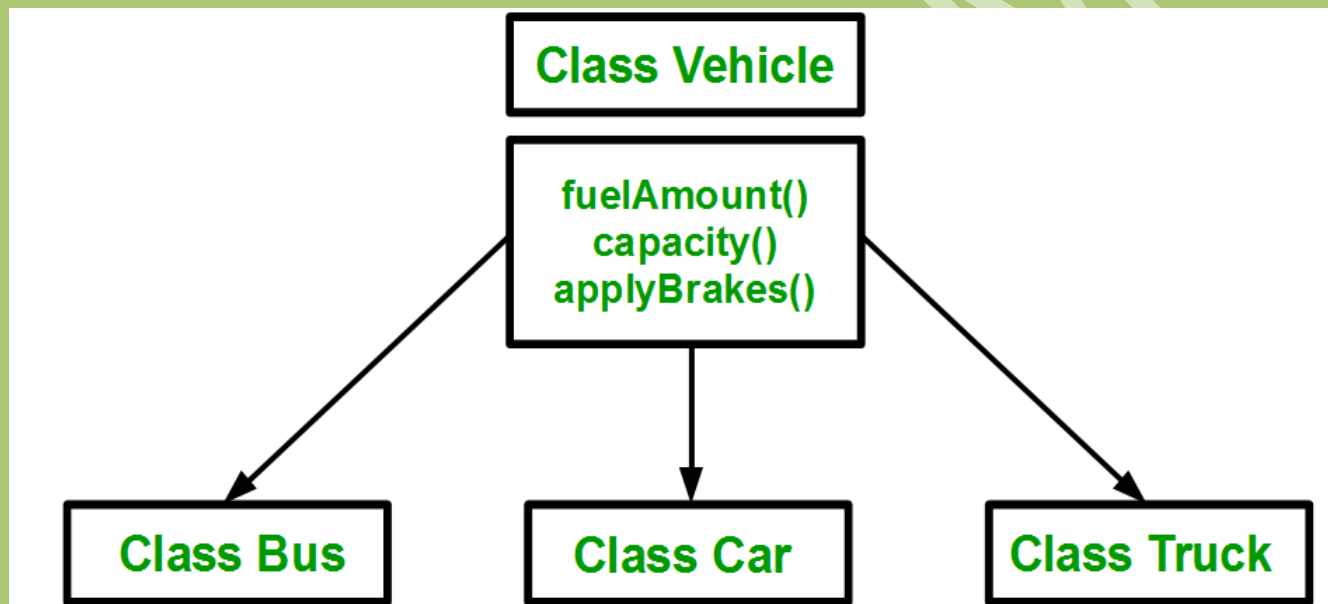 Class Vehicle
fuelAmount()
capacity()
applyBrakes()
Class Bus
Class Car
Class Truck